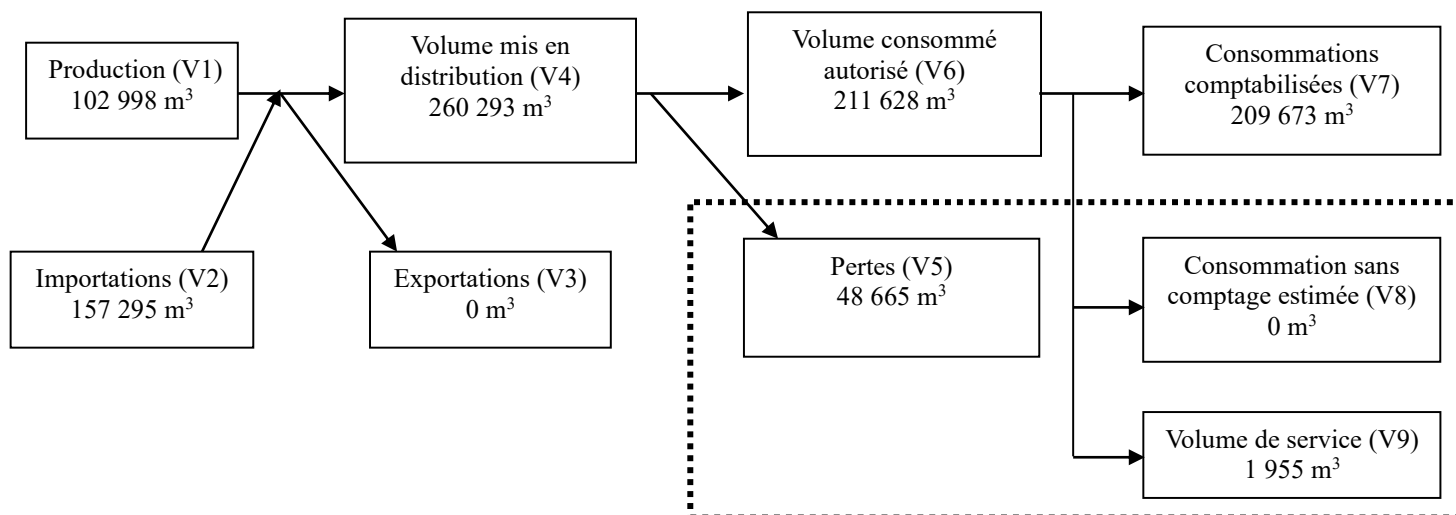 Production (V1)
102 998 m³
Volume mis en
distribution (V4)
260 293 m³
Volume consommé
autorisé (V6)
211 628 m³
Consommations
comptabilisées (V7)
209 673 m³
Importations (V2)
157 295 m³
Exportations (V3)
0 m³
Pertes (V5)
48 665 m³
Consommation sans
comptage estimée (V8)
0 m³
Volume de service (V9)
1 955 m³